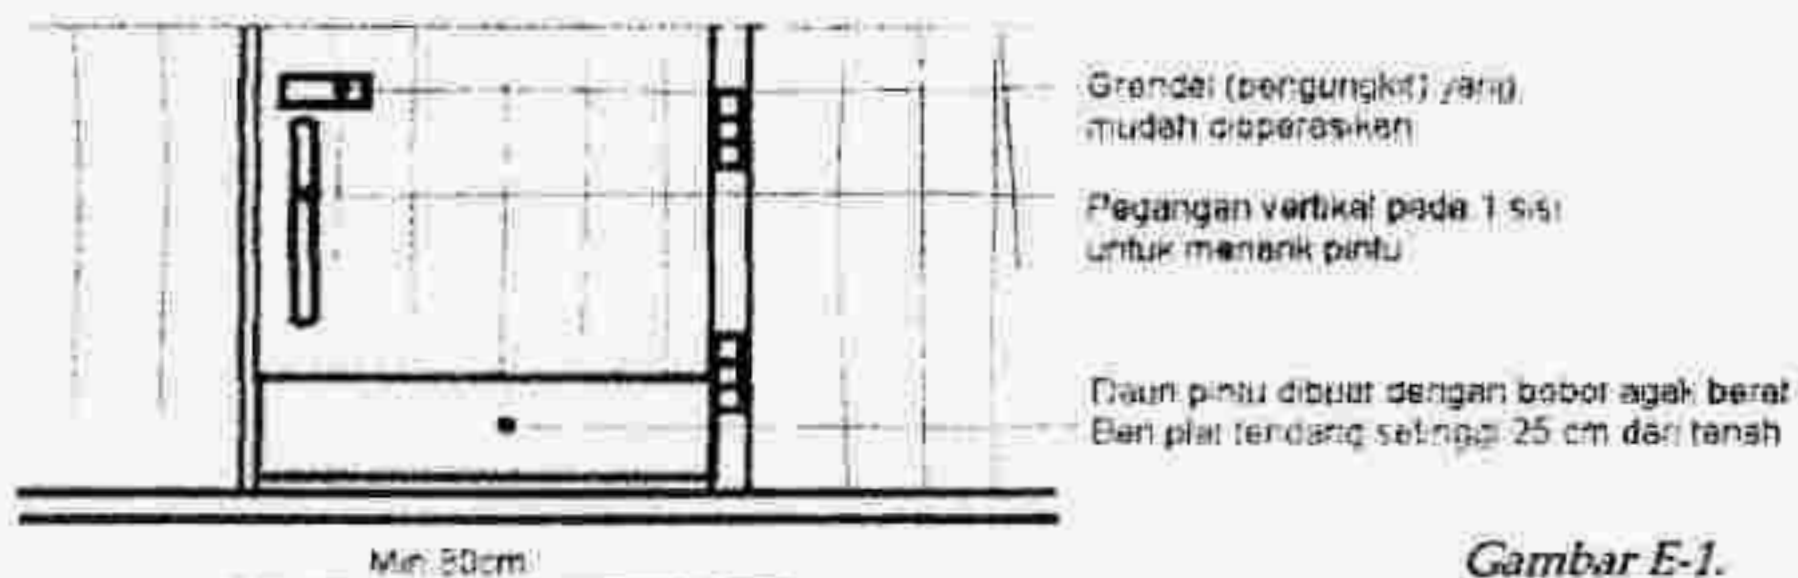 Grendel (pengungkit) yang
mudah dioperasikan
Pegangan vertikal pada 1 sisi
untuk menarik pintu
Daun pintu dibuat dengan bobot agak berat
Beri plat tendang setinggi 25 cm dari tanah
Min 80cm
Gambar E-1.